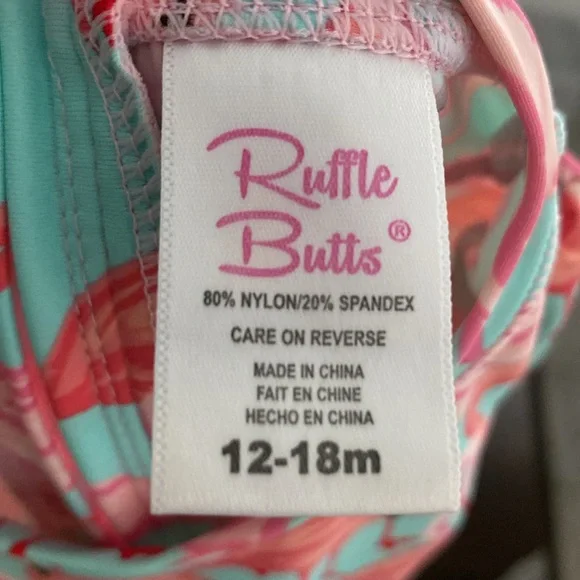 Ruffle
Butts®
80% NYLON/20% SPANDEX
CARE ON REVERSE
MADE IN CHINA
FAIT EN CHINE
HECHO EN CHINA
12-18m